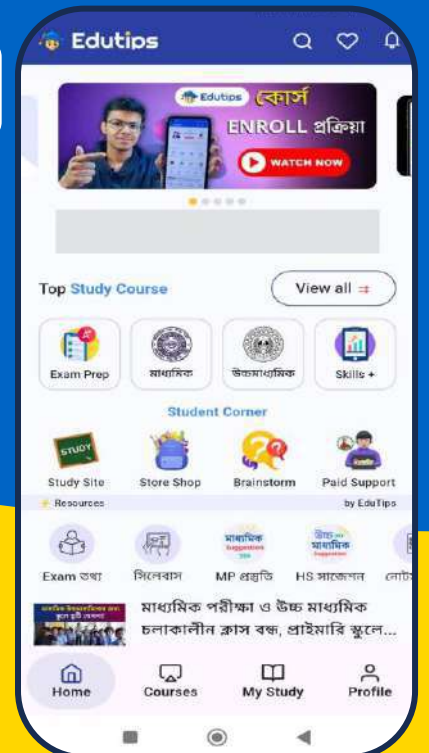 Edutips
Edutips কোর্স
ENROLL প্রক্রিয়া
WATCH NOW
Top Study Course
View all
Exam Prep
মাধ্যমিক
উচ্চমাধ্যমিক
Skills +
Student Corner
STUDY
Study Site
Store Shop
Brainstorm
Paid Support
Resources
by EduTips
মাধ্যমিক
Suggestion
উচ্চ
মাধ্যমিক
Suggestion
Exam তথ্য
সিলেবাস
MP প্রস্তুতি
HS সাজেশন
মাধ্যমিক পরীক্ষা ও উচ্চ মাধ্যমিক
চলাকালীন ক্লাস বন্ধ, প্রাইমারি স্কুলে...
Home
Courses
My Study
Profile